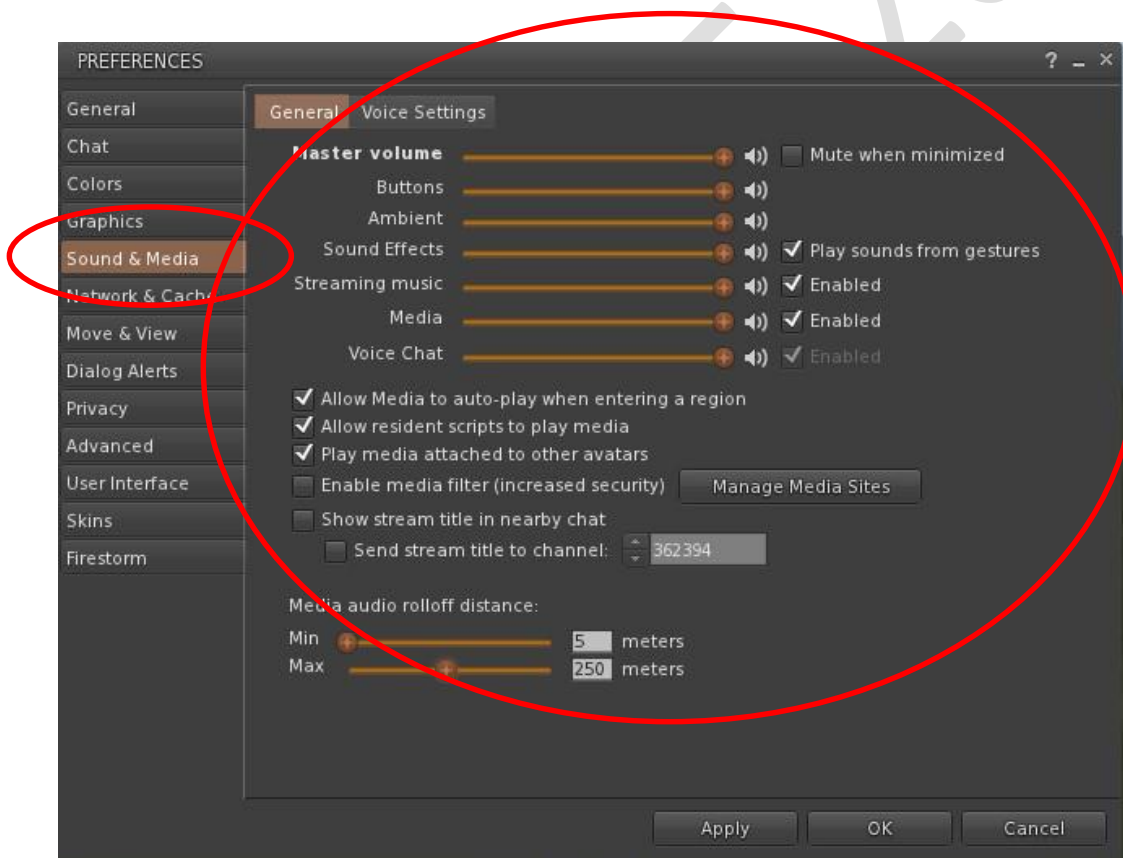 PREFERENCES ? – ×
General
Chat
Colors
Graphics
Sound & Media
Network & Cache
Move & View
Dialog Alerts
Privacy
Advanced
User Interface
Skins
Firestorm
General Voice Settings
Master volume Mute when minimized
Buttons
Ambient
Sound Effects Play sounds from gestures
Streaming music Enabled
Media Enabled
Voice Chat Enabled
Allow Media to auto-play when entering a region
Allow resident scripts to play media
Play media attached to other avatars
Enable media filter (increased security) Manage Media Sites
Show stream title in nearby chat
Send stream title to channel: 362394
Media audio rolloff distance:
Min 5 meters
Max 250 meters
Apply OK Cancel